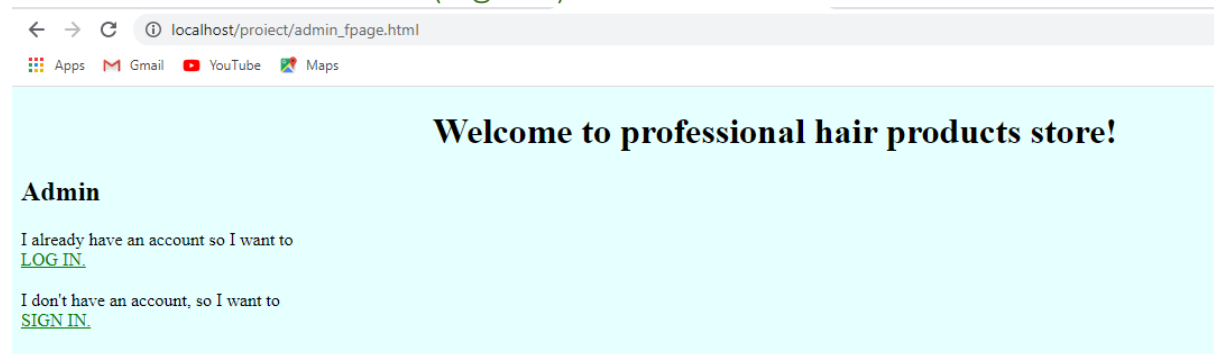 localhost/proiect/admin_fpage.html
Apps Gmail YouTube Maps
Welcome to professional hair products store!
Admin
I already have an account so I want to
LOG IN.
I don't have an account, so I want to
SIGN IN.